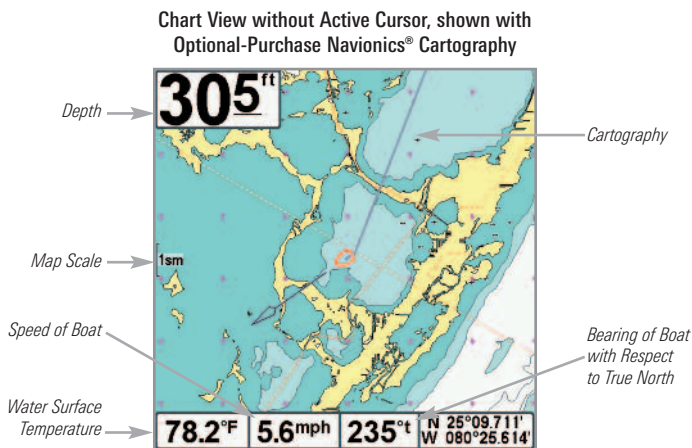 Chart View without Active Cursor, shown with
Optional-Purchase Navionics® Cartography
305 ft
Depth
Cartography
Map Scale
1sm
Speed of Boat
Bearing of Boat
with Respect
to True North
Water Surface
Temperature
78.2°F 5.6mph 235°t N 25°09.711'
W 080°25.614'